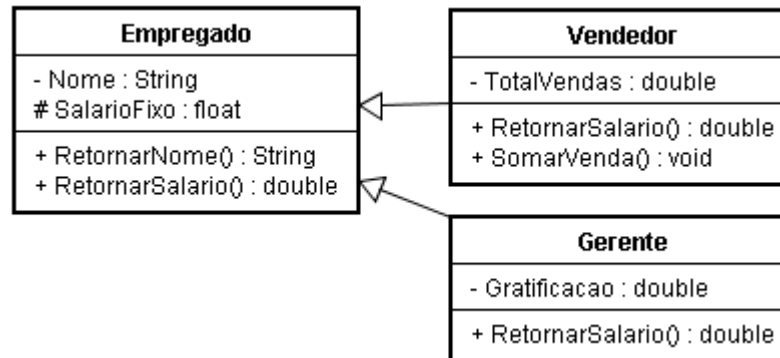 Empregado
- Nome : String
# SalarioFixo : float
+ RetornarNome() : String
+ RetornarSalario() : double
Vendedor
- TotalVendas : double
+ RetornarSalario() : double
+ SomarVenda() : void
Gerente
- Gratificacao : double
+ RetornarSalario() : double